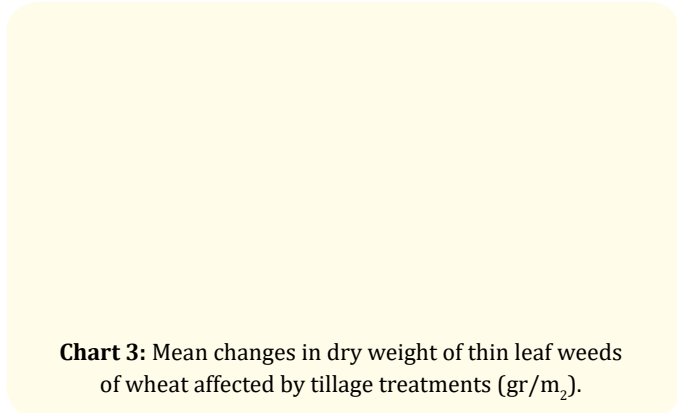 Chart 3: Mean changes in dry weight of thin leaf weeds
of wheat affected by tillage treatments (gr/m₂).